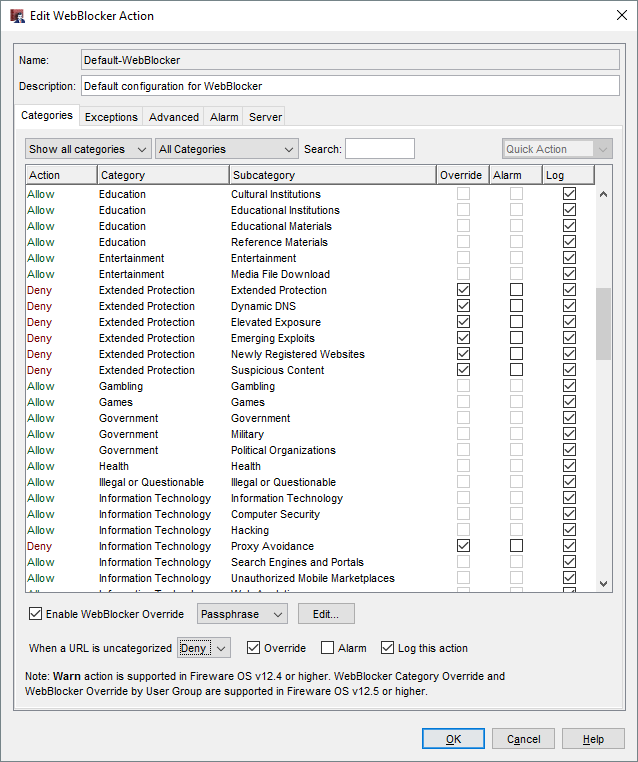 Edit WebBlocker Action
Name: Default-WebBlocker
Description: Default configuration for WebBlocker
Categories Exceptions Advanced Alarm Server
Show all categories All Categories Search: Quick Action
Action Category Subcategory Override Alarm Log
Allow Education Cultural Institutions
Allow Education Educational Institutions
Allow Education Educational Materials
Allow Education Reference Materials
Allow Entertainment Entertainment
Allow Entertainment Media File Download
Deny Extended Protection Extended Protection
Deny Extended Protection Dynamic DNS
Deny Extended Protection Elevated Exposure
Deny Extended Protection Emerging Exploits
Deny Extended Protection Newly Registered Websites
Deny Extended Protection Suspicious Content
Allow Gambling Gambling
Allow Games Games
Allow Government Government
Allow Government Military
Allow Government Political Organizations
Allow Health Health
Allow Illegal or Questionable Illegal or Questionable
Allow Information Technology Information Technology
Allow Information Technology Computer Security
Allow Information Technology Hacking
Deny Information Technology Proxy Avoidance
Allow Information Technology Search Engines and Portals
Allow Information Technology Unauthorized Mobile Marketplaces
Enable WebBlocker Override Passphrase Edit...
When a URL is uncategorized Deny Override Alarm Log this action
Note: Warn action is supported in Fireware OS v12.4 or higher. WebBlocker Category Override and
WebBlocker Override by User Group are supported in Fireware OS v12.5 or higher.
OK Cancel Help